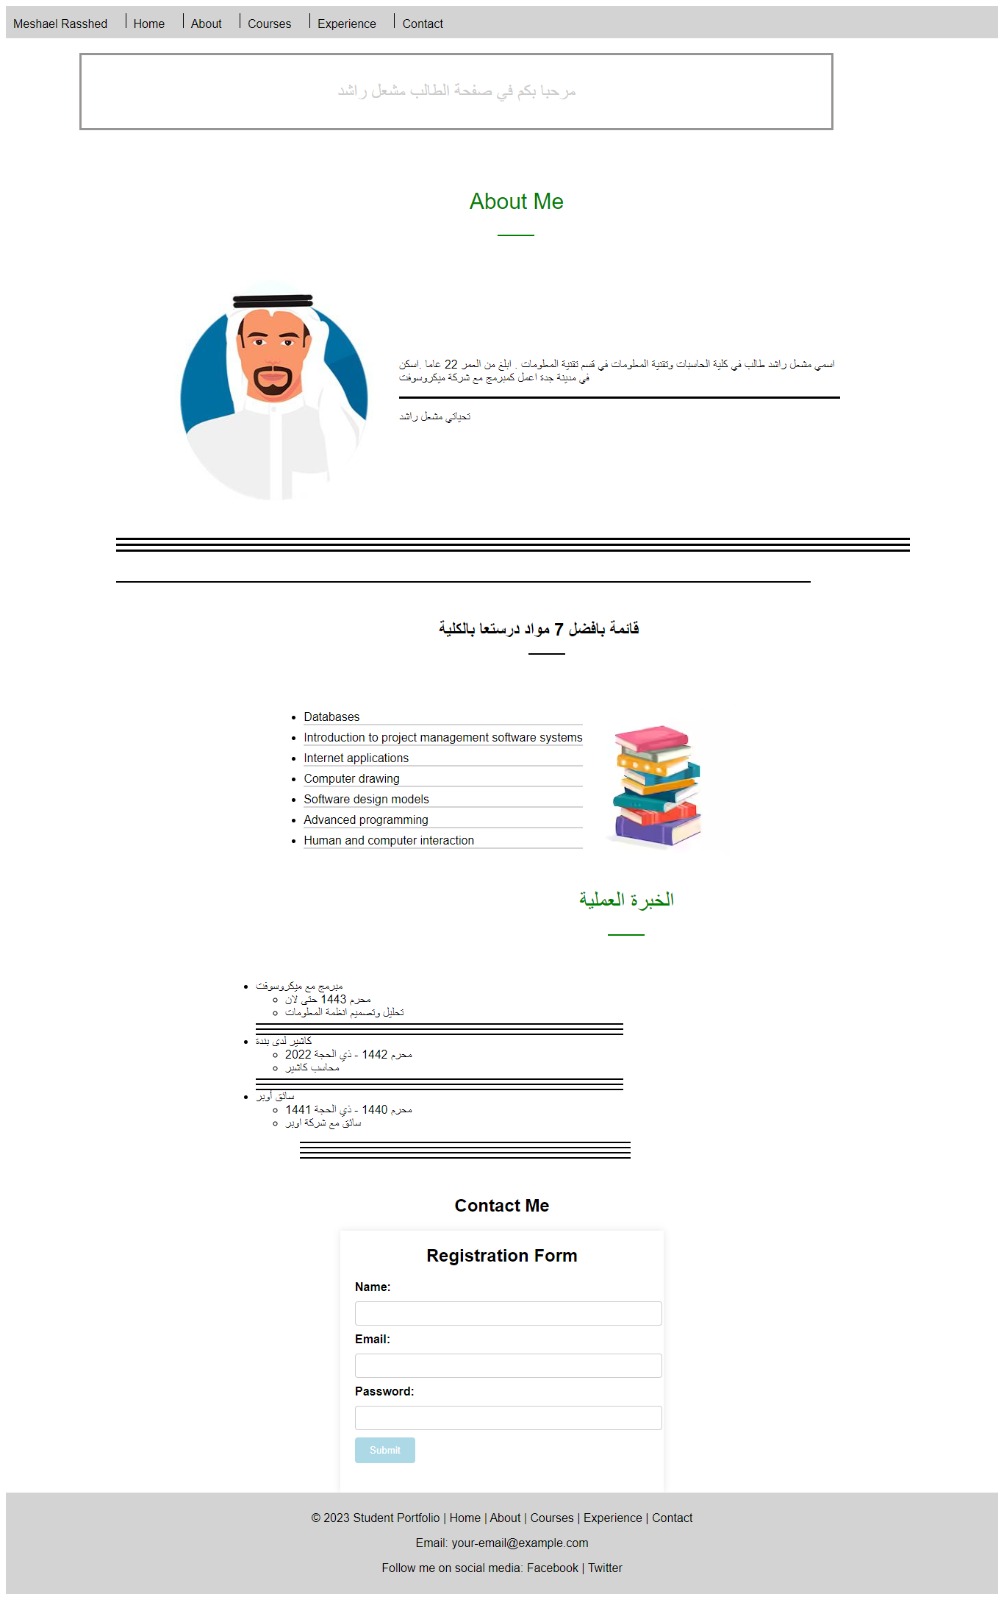 Meshael Rasshed | Home | About | Courses | Experience | Contact
مرحبا بكم في صفحة الطالب مشعل راشد
About Me
اسمي مشعل راشد طالب في كلية الحاسبات وتقنية المعلومات في قسم تقنية المعلومات . ابلغ من العمر 22 عاما .اسكن
في مدينة جدة اعمل كمبرمج مع شركة ميكروسوفت
تحياتي مشعل راشد
قائمة بافضل 7 مواد درستعا بالكلية
Databases
Introduction to project management software systems
Internet applications
Computer drawing
Software design models
Advanced programming
Human and computer interaction
الخبرة العملية
مبرمج مع ميكروسوفت
محرم 1443 حتى لان
تحليل وتصميم انظمة المعلومات
كاشير لدى بندة
محرم 1442 - ذي الحجة 2022
محاسب كاشير
سائق أوبر
محرم 1440 - ذي الحجة 1441
سائق مع شركة اوبر
Contact Me
Registration Form
Name:
Email:
Password:
Submit
© 2023 Student Portfolio | Home | About | Courses | Experience | Contact
Email: your-email@example.com
Follow me on social media: Facebook | Twitter